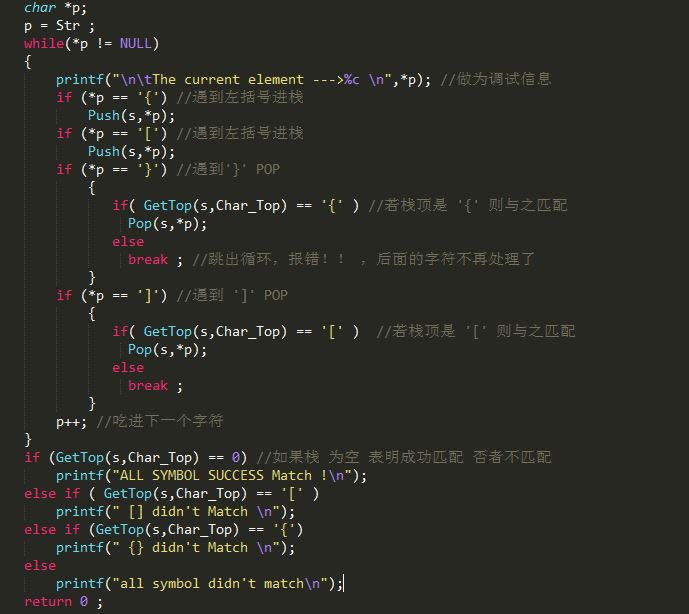 char *p;
p = Str ;
while(*p != NULL)
{
    printf("\n\tThe current element --->%c \n",*p); //做为调试信息
    if (*p == '{') //遇到左括号进栈
        Push(s,*p);
    if (*p == '[') //遇到左括号进栈
        Push(s,*p);
    if (*p == '}') //遇到'}' POP
        {
           if( GetTop(s,Char_Top) == '{' ) //若栈顶是 '{' 则与之匹配
             Pop(s,*p);
           else
             break ; //跳出循环，报错！！ ，后面的字符不再处理了
        }
    if (*p == ']') //遇到 ']' POP
        {
           if( GetTop(s,Char_Top) == '[' )  //若栈顶是 '[' 则与之匹配
             Pop(s,*p);
           else
             break ;
        }
    p++; //吃进下一个字符
}
if (GetTop(s,Char_Top) == 0) //如果栈 为空 表明成功匹配 否者不匹配
    printf("ALL SYMBOL SUCCESS Match !\n");
else if ( GetTop(s,Char_Top) == '[' )
    printf(" [] didn't Match \n");
else if (GetTop(s,Char_Top) == '{')
    printf(" {} didn't Match \n");
else
    printf("all symbol didn't match\n");
return 0 ;